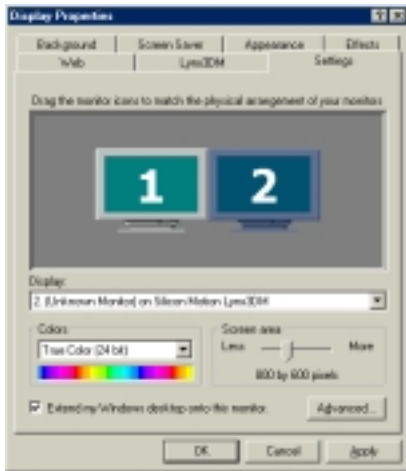 Display Properties
Background Screen Saver Appearance Effects
Web Lynx3DM Settings
Drag the monitor icons to match the physical arrangement of your monitors
1 2
Display:
2. (Unknown Monitor) on Silicon Motion Lynx3DM
Colors Screen area
True Color (24 bit) Less More
800 by 600 pixels
Extend my Windows desktop onto this monitor. Advanced...
OK Cancel Apply